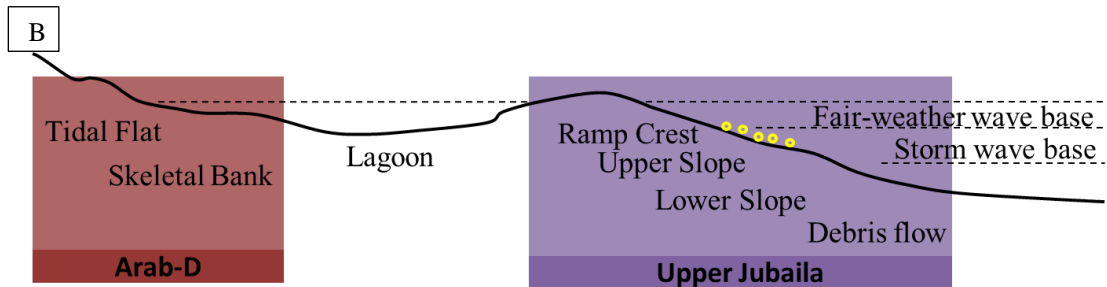 B
Tidal Flat
Skeletal Bank
Lagoon
Ramp Crest
Upper Slope
Lower Slope
Debris flow
Fair-weather wave base
Storm wave base
Arab-D
Upper Jubaila